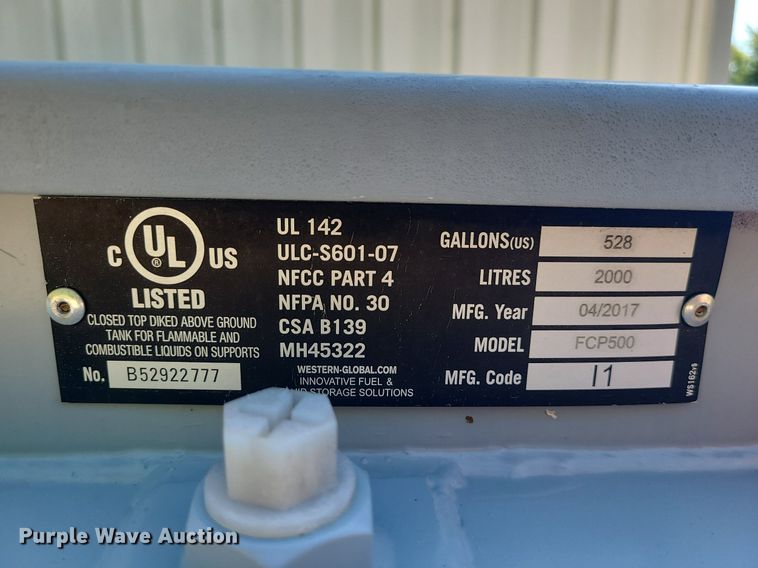 C UL ® US
LISTED
CLOSED TOP DIKED ABOVE GROUND
TANK FOR FLAMMABLE AND
COMBUSTIBLE LIQUIDS ON SUPPORTS
No. B52922777
UL 142
ULC-S601-07
NFCC PART 4
NFPA NO. 30
CSA B139
MH45322
WESTERN-GLOBAL.COM
INNOVATIVE FUEL &
STORAGE SOLUTIONS
GALLONS(US) 528
LITRES 2000
MFG. Year 04/2017
MODEL FCP500
MFG. Code I1
Purple Wave Auction